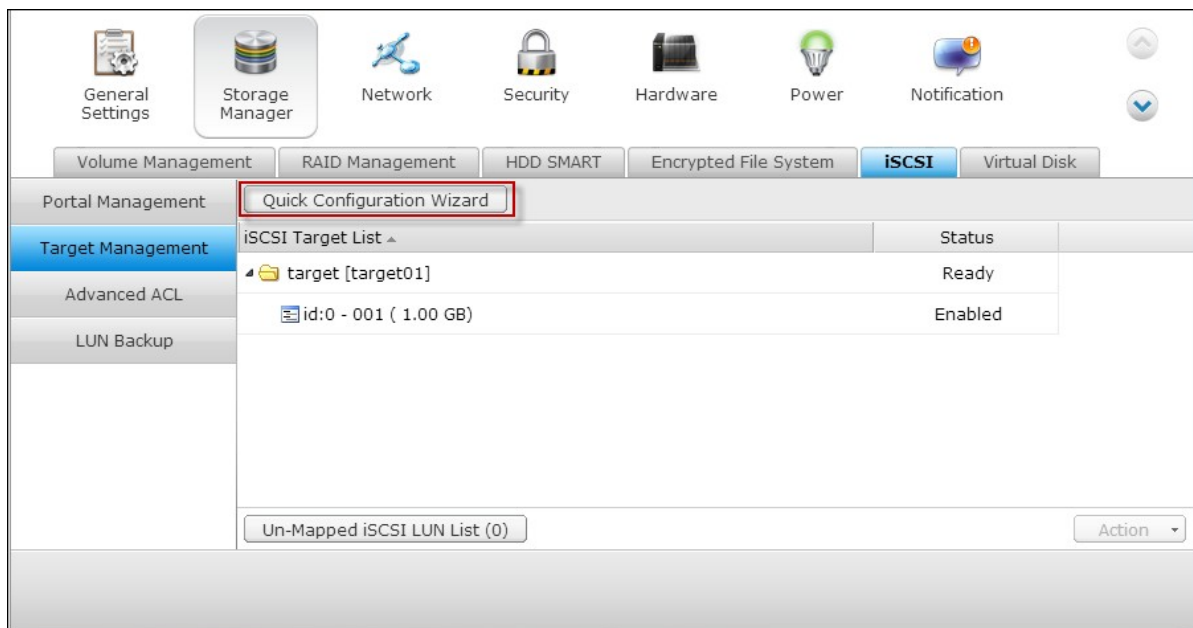 General Settings
Storage Manager
Network
Security
Hardware
Power
Notification
Volume Management
RAID Management
HDD SMART
Encrypted File System
iSCSI
Virtual Disk
Portal Management
Quick Configuration Wizard
Target Management
iSCSI Target List
Status
target [target01]
Ready
Advanced ACL
id:0 - 001 ( 1.00 GB)
Enabled
LUN Backup
Un-Mapped iSCSI LUN List (0)
Action